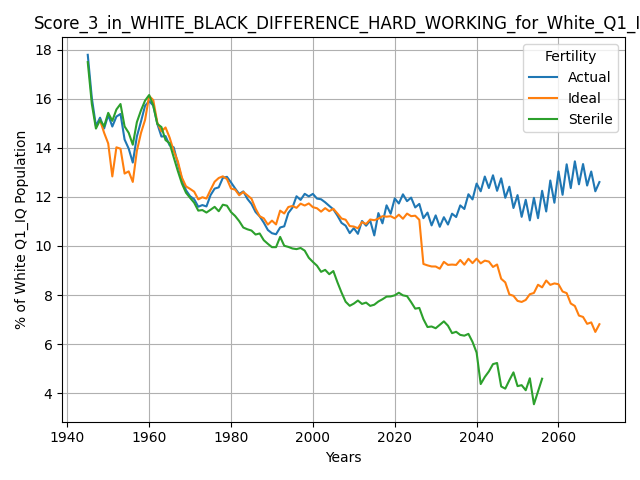 Score_3_in_WHITE_BLACK_DIFFERENCE_HARD_WORKING_for_White_Q1_I
Fertility
Actual
Ideal
Sterile
% of White Q1_IQ Population
18
16
14
12
10
8
6
4
1940 1960 1980 2000 2020 2040 2060
Years